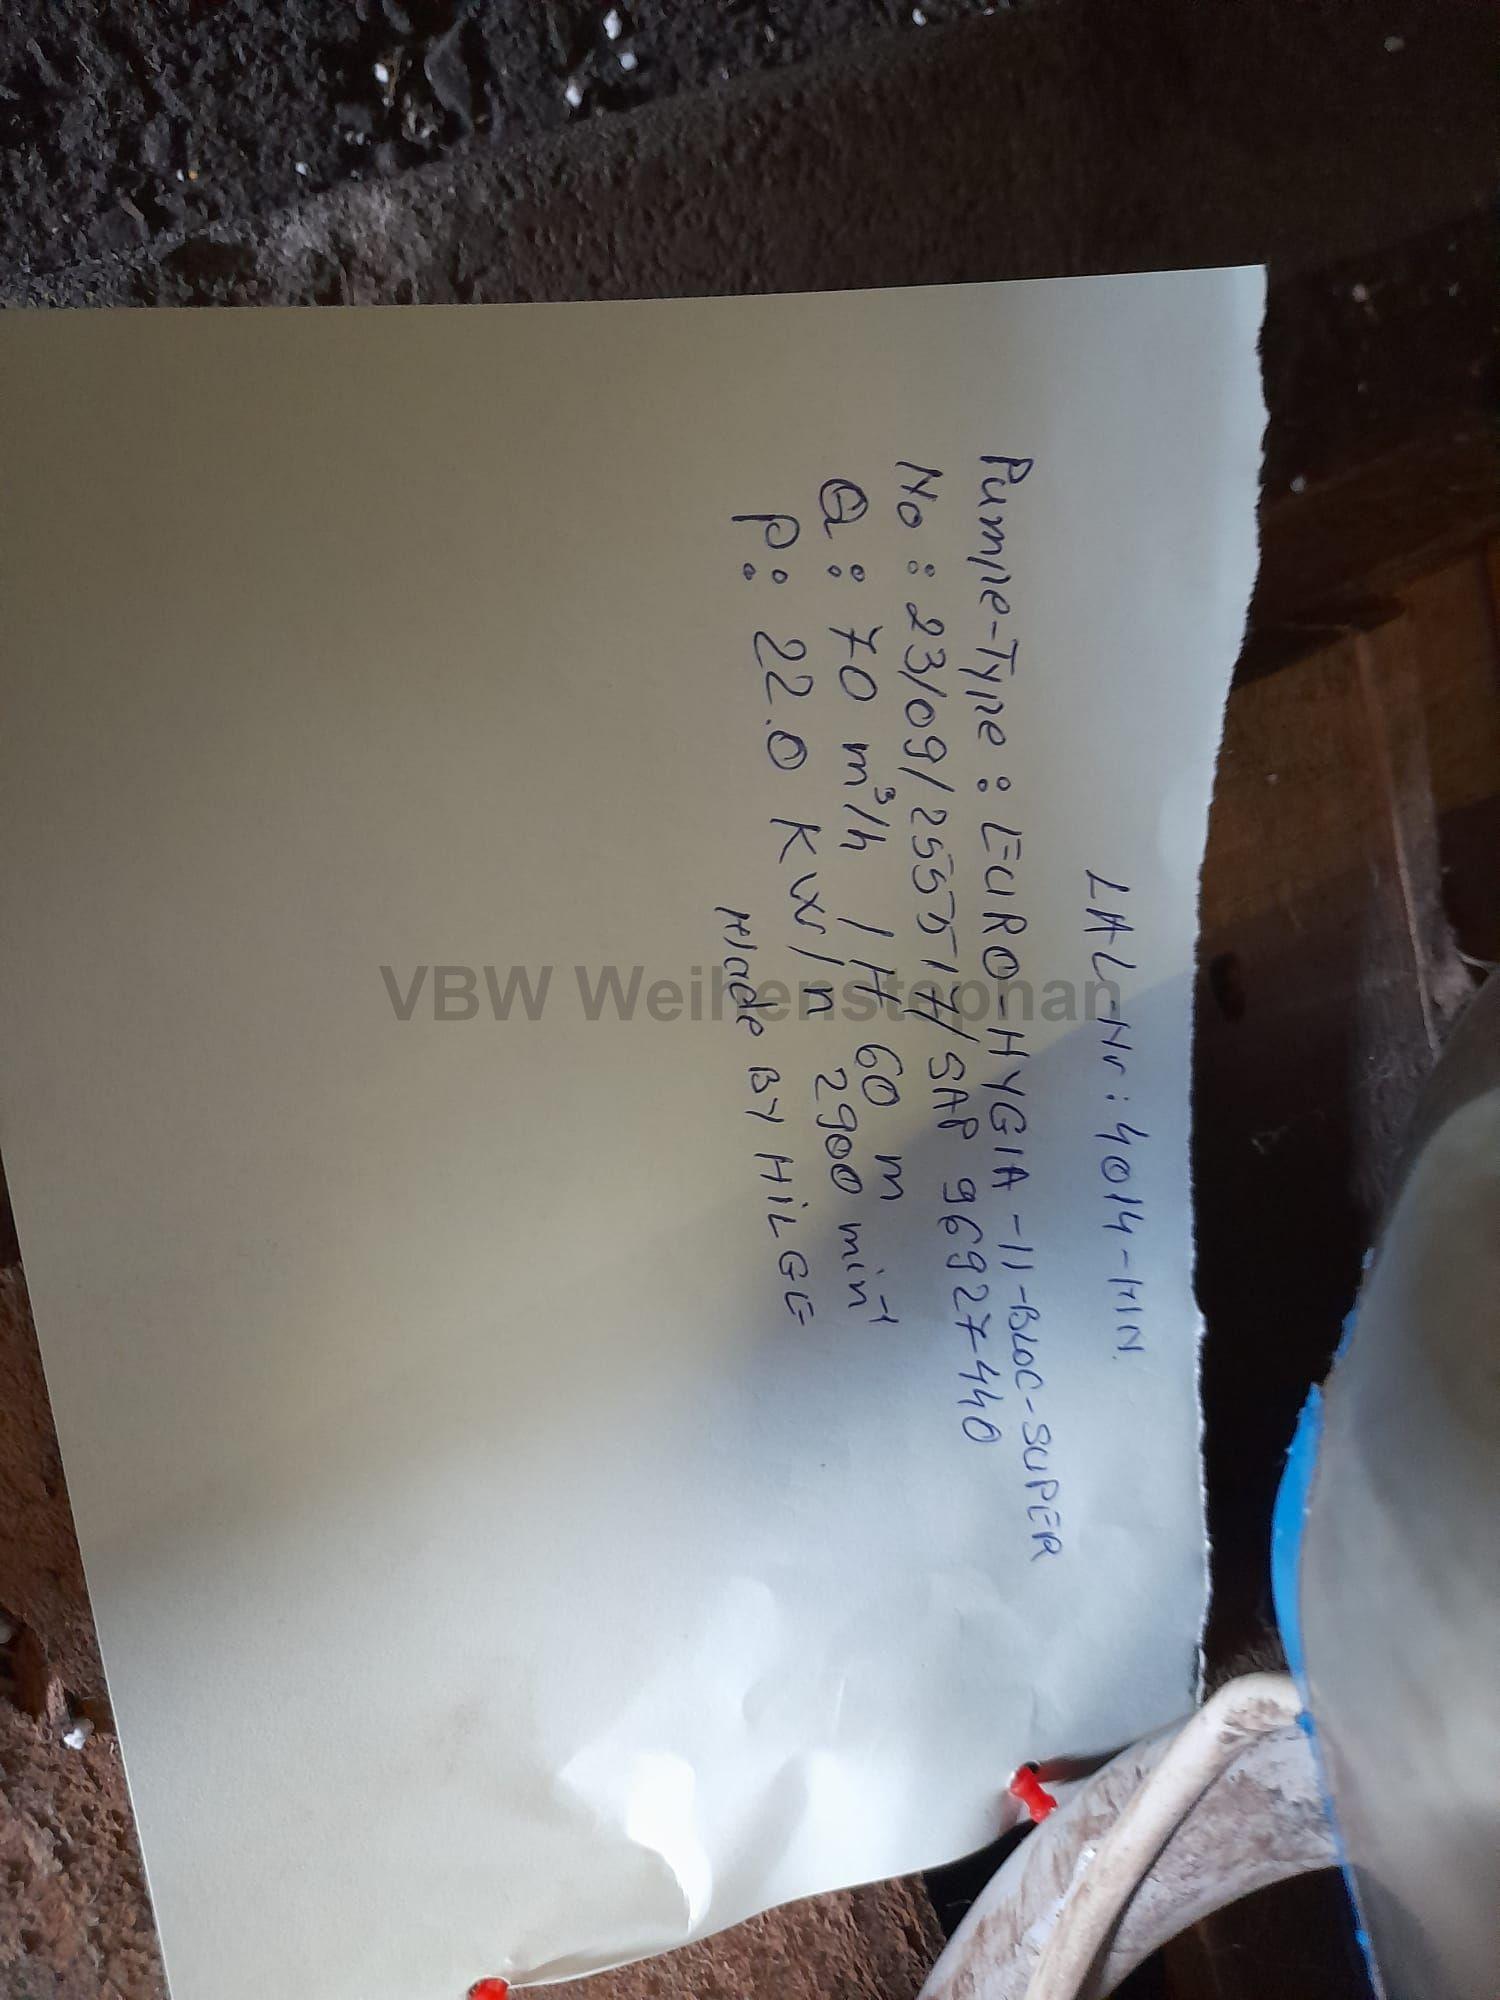 LAL-Nr: 4014-HIN
Pumpe-Type: EURO-HYGIA-II-BLOC-SUPER
No: 23/09/255517/SAP 96927440
Q: 70 m³/h / H 60 m
P: 22.0 KW/n 2900 min⁻¹
Made BY HiLGE
VBW Weihenstephan